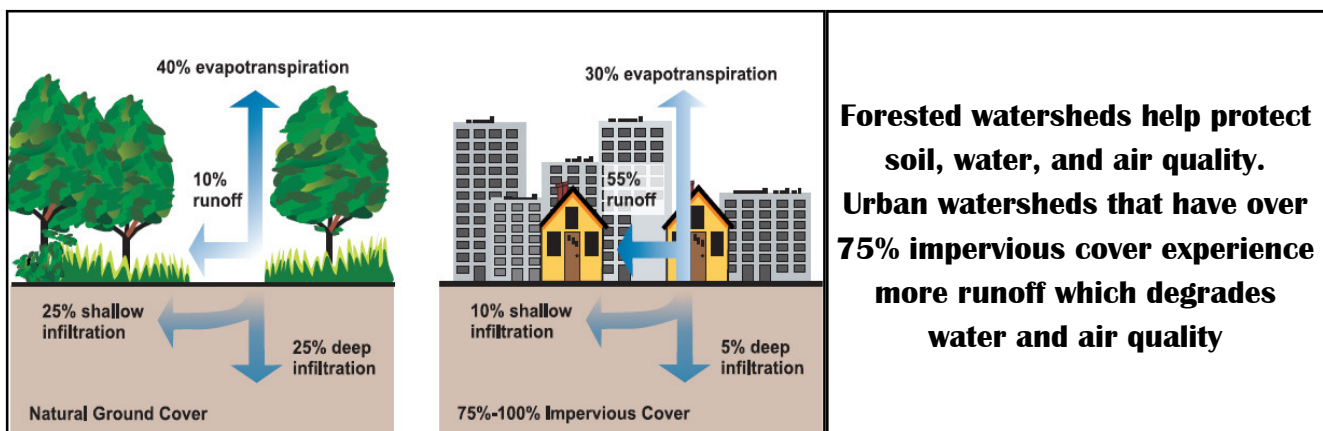 40% evapotranspiration
10%
runoff
25% shallow
infiltration
25% deep
infiltration
Natural Ground Cover
30% evapotranspiration
55%
runoff
10% shallow
infiltration
5% deep
infiltration
75%-100% Impervious Cover
Forested watersheds help protect
soil, water, and air quality.
Urban watersheds that have over
75% impervious cover experience
more runoff which degrades
water and air quality